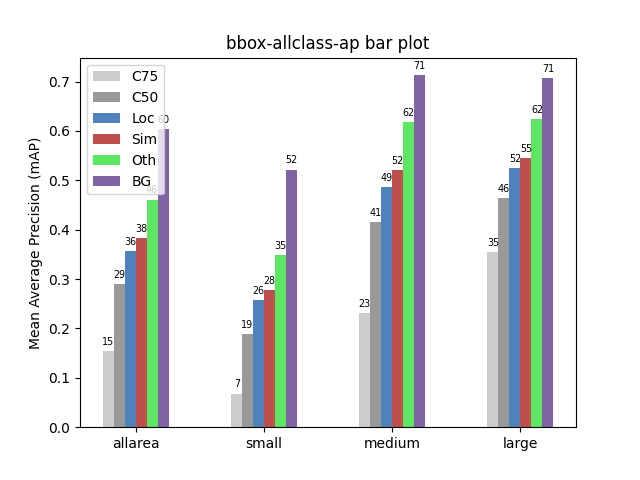 bbox-allclass-ap bar plot
Mean Average Precision (mAP)
0.7
0.6
0.5
0.4
0.3
0.2
0.1
0.0
C75
C50
Loc
Sim
Oth
BG
15
29
36
38
46
60
7
19
26
28
35
52
23
41
49
52
62
71
35
46
52
55
62
71
allarea
small
medium
large